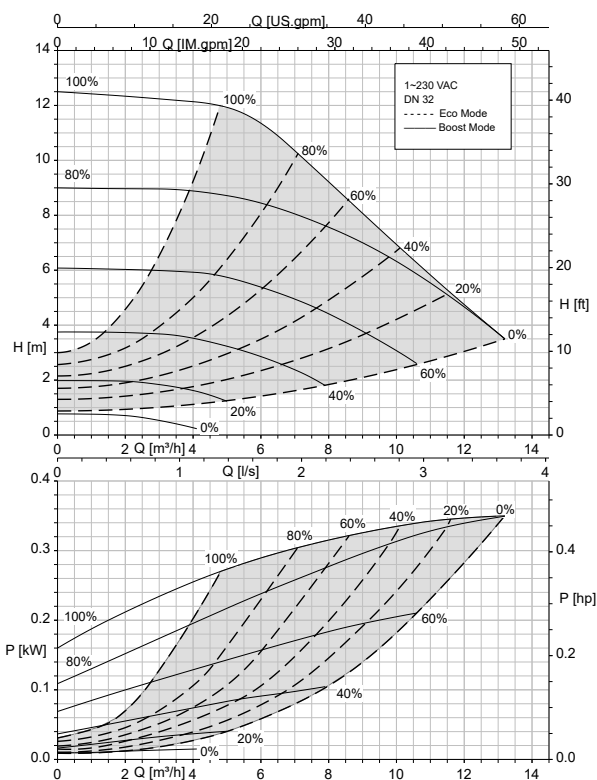 0 20 Q [US.gpm] 40 60
0 10 Q [IM.gpm] 20 30 40 50
14
100%
12 100% 40
1~230 VAC
DN 32
Eco Mode
Boost Mode
10 80%
80% 30
60%
8
40%
6 20
20% H [ft]
4
0%
H [m] 10
60%
2 40%
20%
0 0% 0
0 2 Q [m³/h] 4 6 8 10 12 14
0 1 Q [l/s] 2 3 4
0.4
0%
20%
40%
60%
80%
0.3 0.4
100%
0.2 100% 60% P [hp]
P [kW] 80% 0.2
0.1 40%
20%
0% 
0.0 0.0
0 2 Q [m³/h] 4 6 8 10 12 14